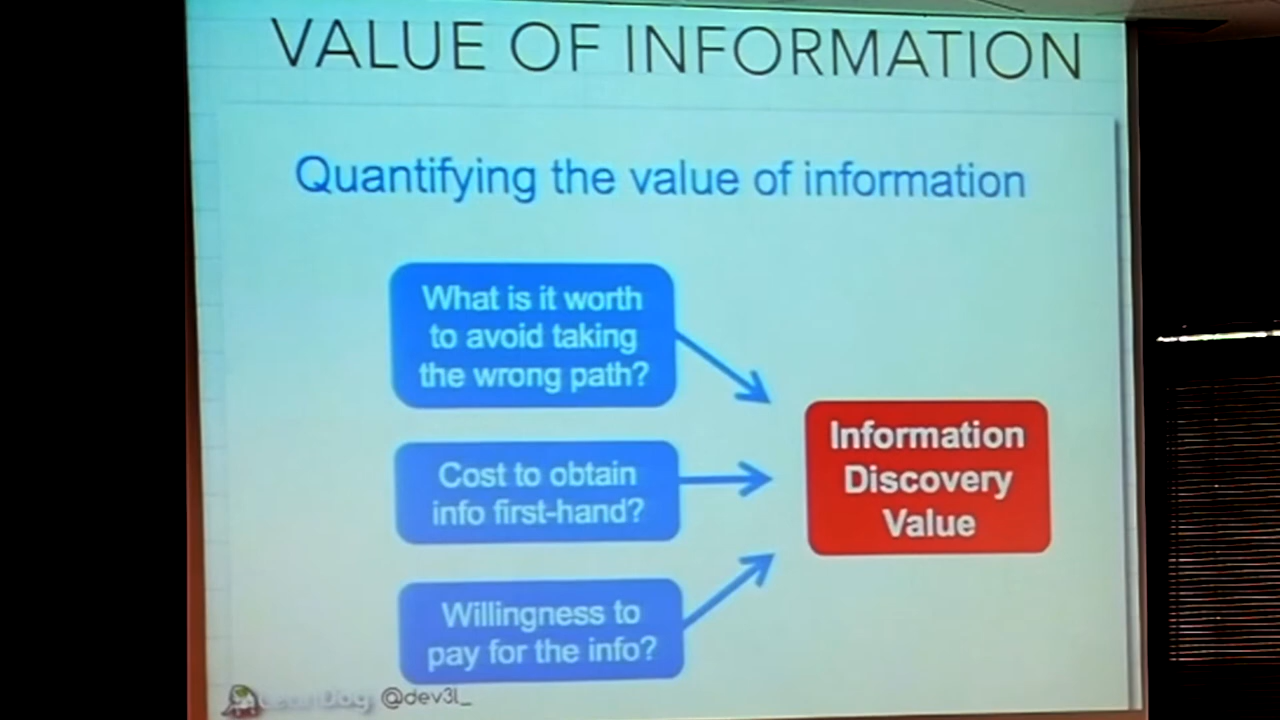 VALUE OF INFORMATION
Quantifying the value of information
What is it worth
to avoid taking
the wrong path?
Cost to obtain
info first-hand?
Willingness to
pay for the info?
Information
Discovery
Value
LeanDog @dev3l_